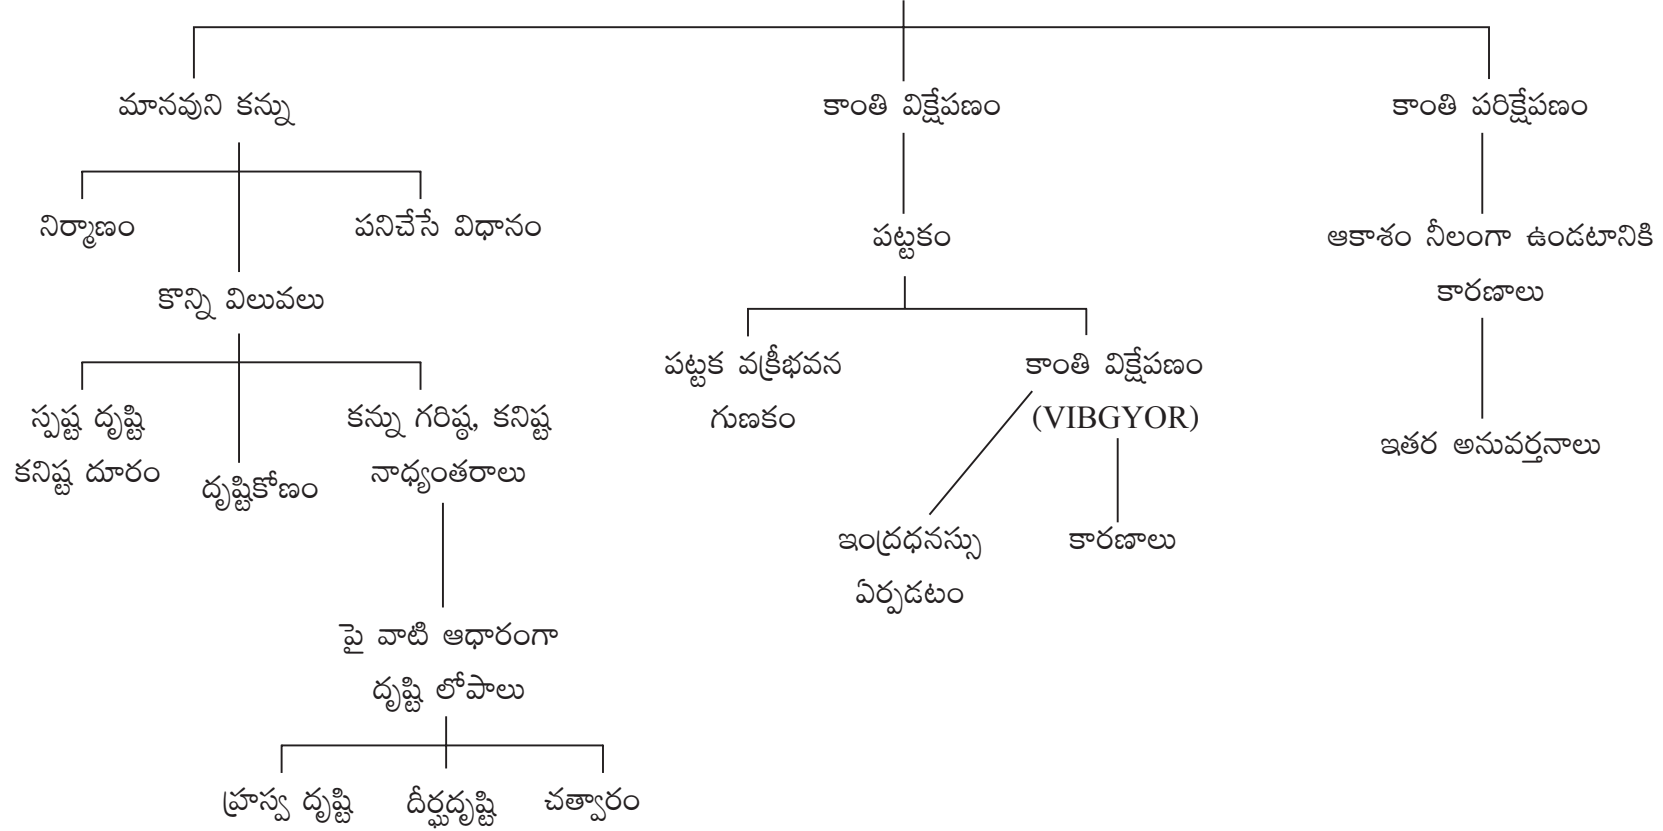 మానవుని కన్ను
కాంతి విక్షేపణం
కాంతి పరిక్షేపణం
నిర్మాణం
పనిచేసే విధానం
పట్టకం
ఆకాశం నీలంగా ఉండటానికి
కారణాలు
కొన్ని విలువలు
పట్టక వక్రీభవన
గుణకం
కాంతి విక్షేపణం
(VIBGYOR)
స్పష్ట దృష్టి
కనిష్ట దూరం
దృష్టికోణం
కన్ను గరిష్ఠ, కనిష్ట
నాధ్యంతరాలు
ఇతర అనువర్తనాలు
ఇంద్రధనస్సు
ఏర్పడటం
కారణాలు
పై వాటి ఆధారంగా
దృష్టి లోపాలు
హ్రస్వ దృష్టి
దీర్ఘదృష్టి
చత్వారం